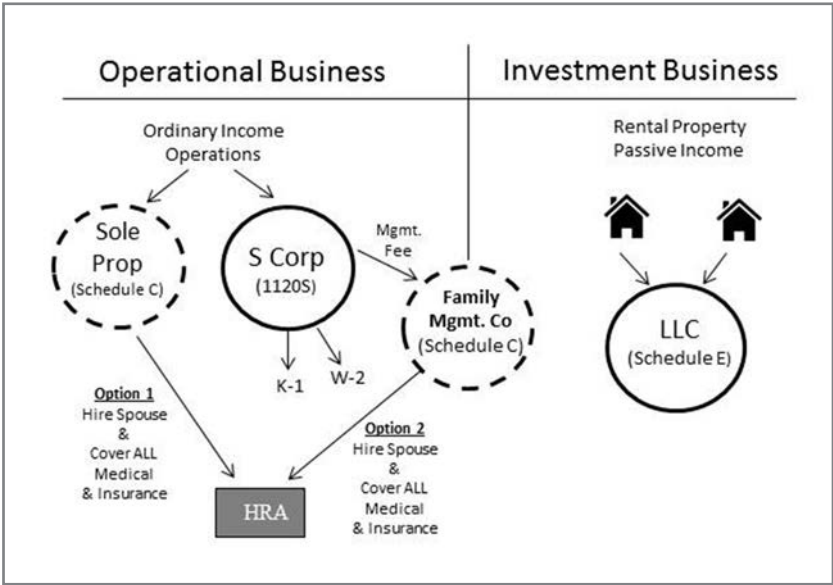 Operational Business
Investment Business
Ordinary Income
Operations
Rental Property
Passive Income
Sole
Prop
(Schedule C)
S Corp
(1120S)
Mgmt.
Fee
Family
Mgmt. Co
(Schedule C)
LLC
(Schedule E)
K-1
W-2
Option 1
Hire Spouse
&
Cover ALL
Medical
& Insurance
Option 2
Hire Spouse
&
Cover ALL
Medical
& Insurance
HRA